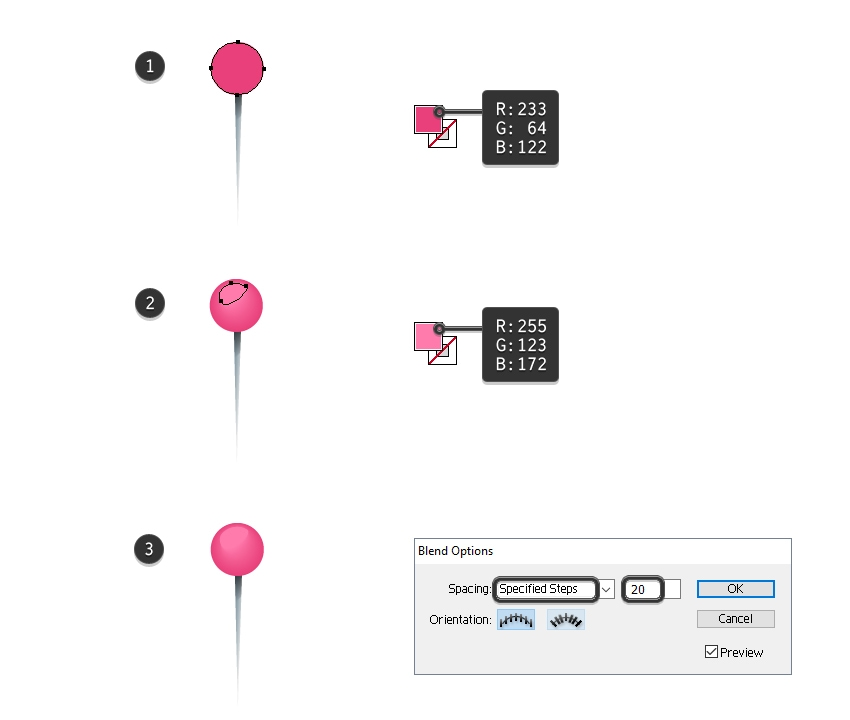 1
R:233
G: 64
B:122
2
R:255
G:123
B:172
3
Blend Options
Spacing: Specified Steps 20 OK
Orientation: Cancel
Preview